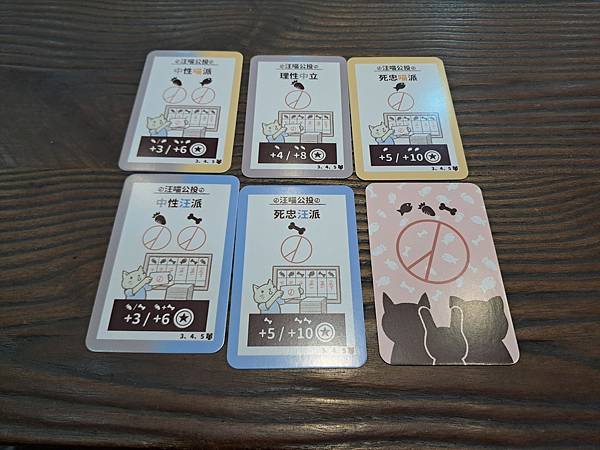 汪喵公投
中性喵派
+3 / +6
3. 4. 5
汪喵公投
理性中立
+4 / +8
3. 4. 5
汪喵公投
死忠喵派
+5 / +10
3. 4. 5
汪喵公投
中性汪派
+3 / +6
3. 4. 5
汪喵公投
死忠汪派
+5 / +10
3. 4. 5